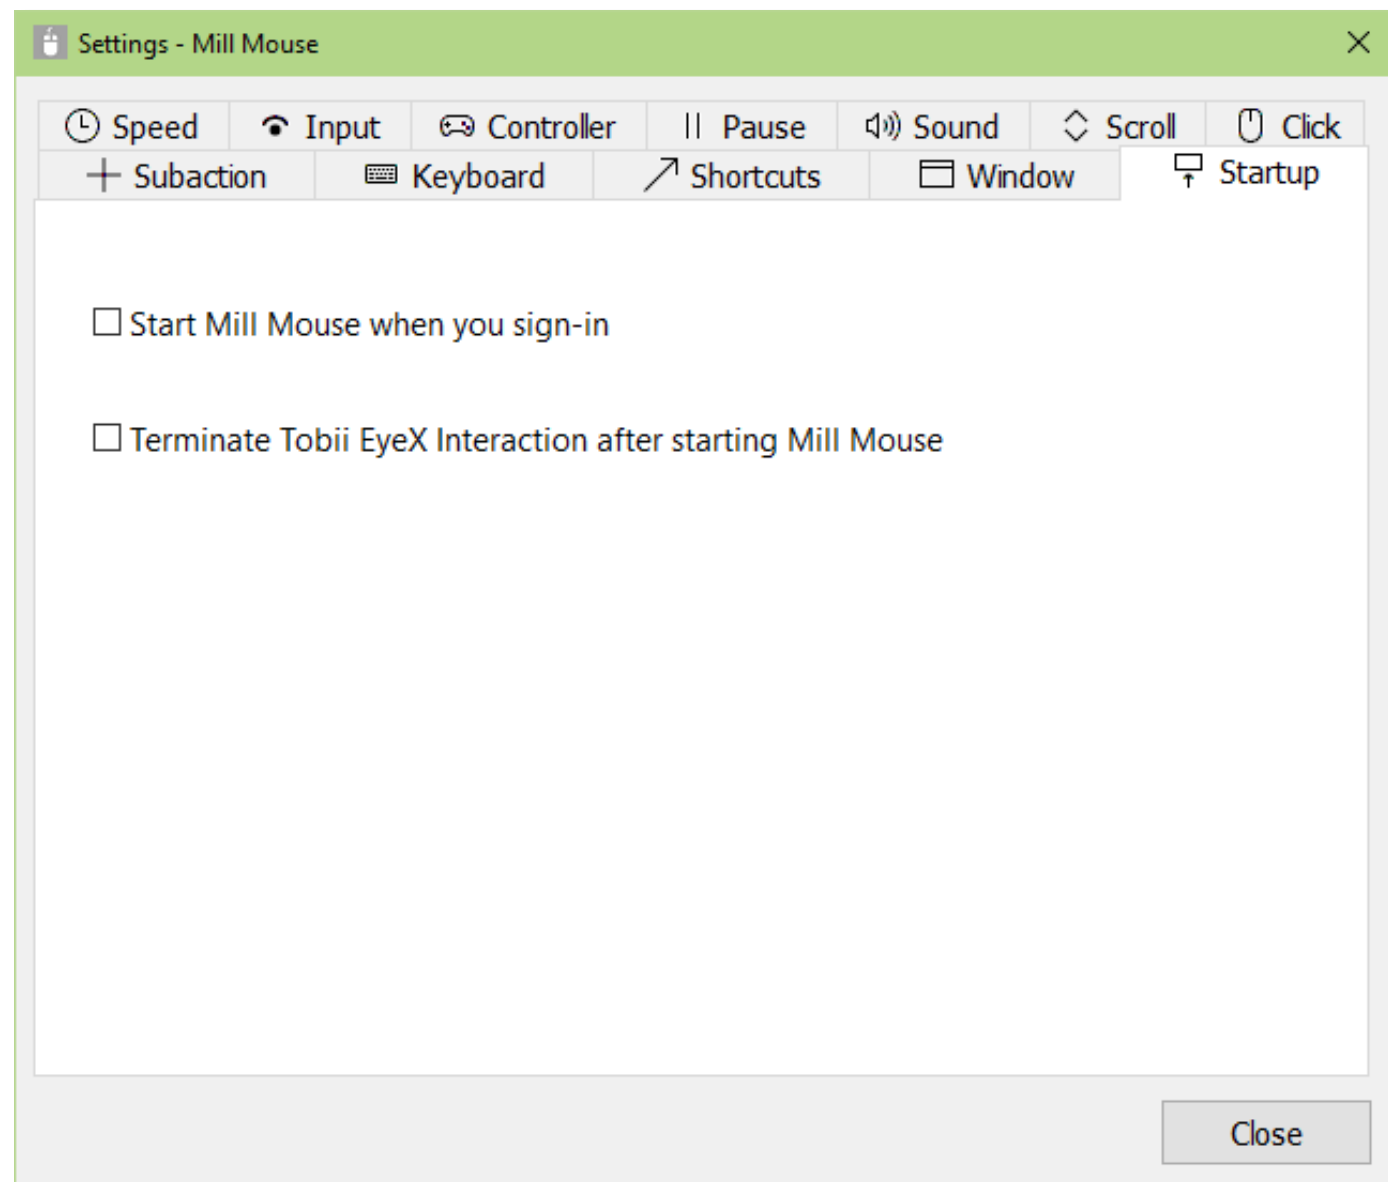 Settings - Mill Mouse
Speed Input Controller Pause Sound Scroll Click
Subaction Keyboard Shortcuts Window Startup
Start Mill Mouse when you sign-in
Terminate Tobii EyeX Interaction after starting Mill Mouse
Close